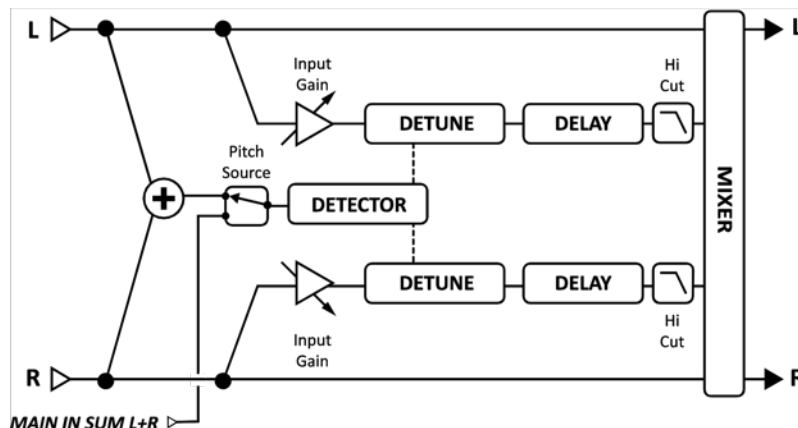 L
L
Input
Gain
Hi
Cut
DETUNE
DELAY
Pitch
Source
DETECTOR
MIXER
DETUNE
DELAY
Input
Gain
Hi
Cut
R
R
MAIN IN SUM L+R